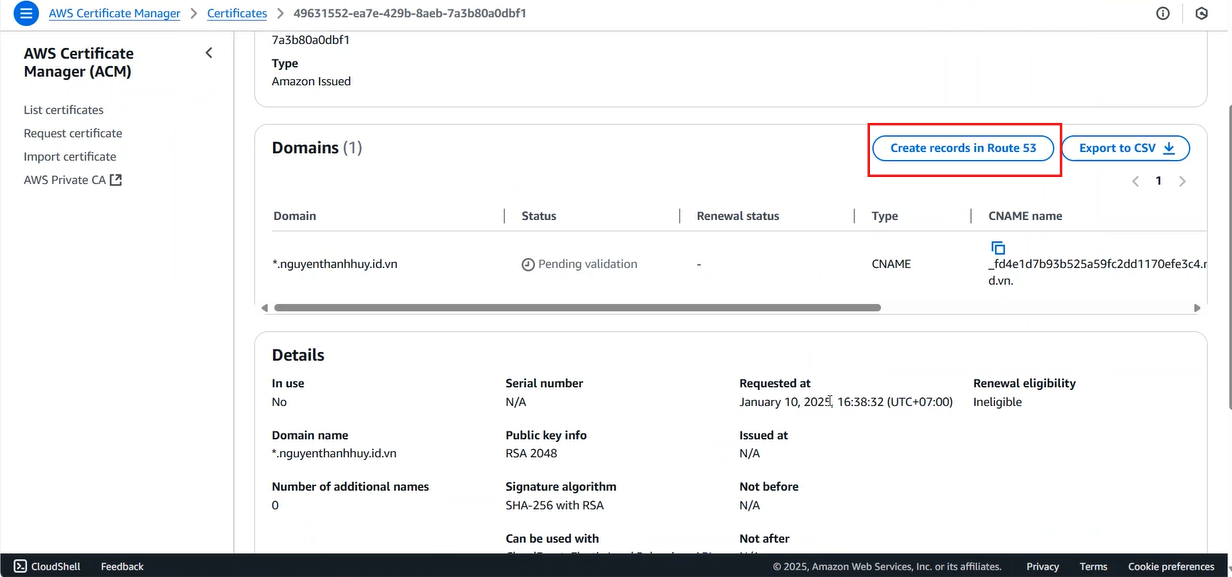 AWS Certificate Manager > Certificates > 49631552-ea7e-429b-8aeb-7a3b80a0dbf1
AWS Certificate
Manager (ACM)
List certificates
Request certificate
Import certificate
AWS Private CA
7a3b80a0dbf1
Type
Amazon Issued
Domains (1)
Create records in Route 53
Export to CSV
1
Domain Status Renewal status Type CNAME name
*.nguyenthanhhuy.id.vn Pending validation - CNAME
_fd4e1d7b93b525a59fc2dd1170efe3c4.
d.vn.
Details
In use
No
Serial number
N/A
Requested at
January 10, 2025, 16:38:32 (UTC+07:00)
Renewal eligibility
Ineligible
Domain name
*.nguyenthanhhuy.id.vn
Public key info
RSA 2048
Issued at
N/A
Number of additional names
0
Signature algorithm
SHA-256 with RSA
Not before
N/A
Can be used with
Not after
CloudShell Feedback © 2025, Amazon Web Services, Inc. or its affiliates. Privacy Terms Cookie preferences